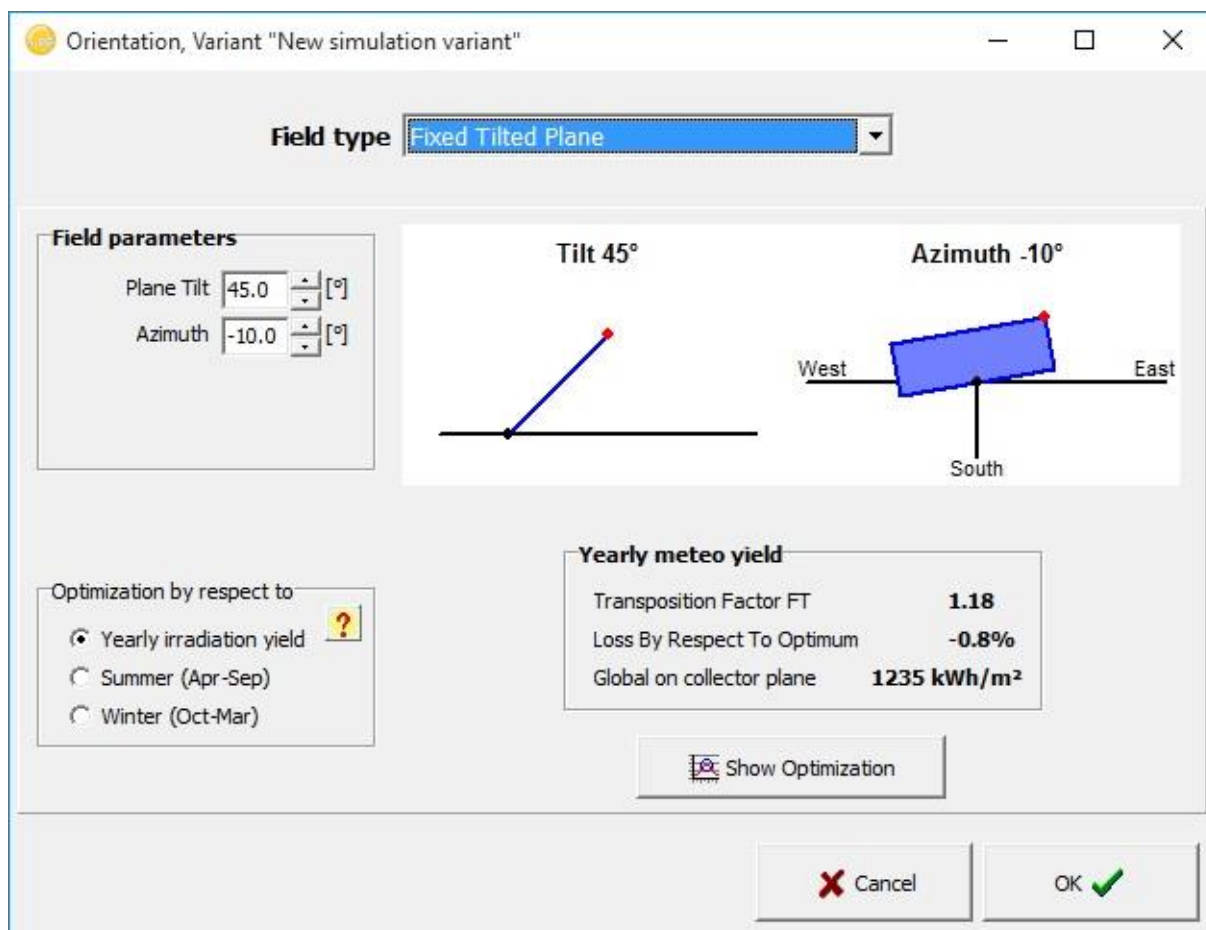 Orientation, Variant "New simulation variant"
Field type Fixed Tilted Plane
Field parameters
Plane Tilt 45.0 [°]
Azimuth -10.0 [°]
Tilt 45°
Azimuth -10°
West
East
South
Optimization by respect to
?
Yearly irradiation yield
Summer (Apr-Sep)
Winter (Oct-Mar)
Yearly meteo yield
Transposition Factor FT 1.18
Loss By Respect To Optimum -0.8%
Global on collector plane 1235 kWh/m²
Show Optimization
Cancel
OK